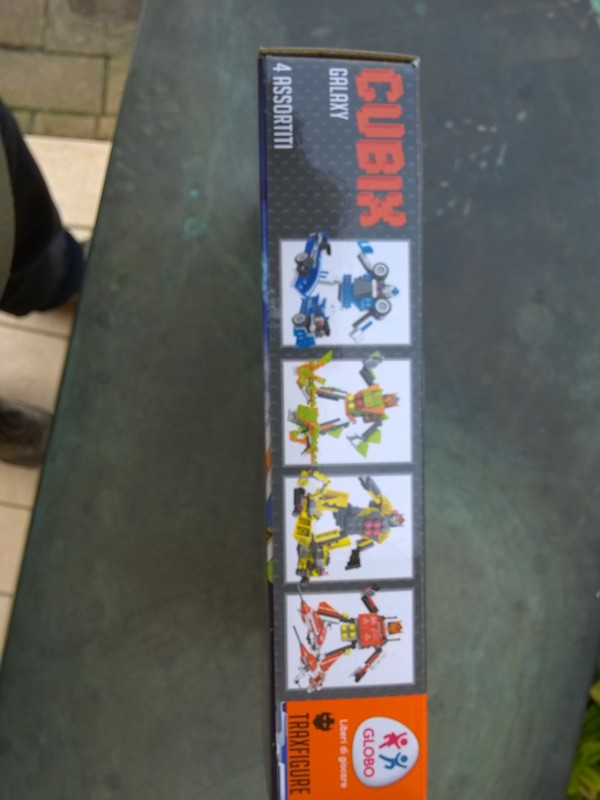 CUBIX
GALAXY
4 ASSORTITI
GLOBO
Liberi di giocare
TRAXFIGURE